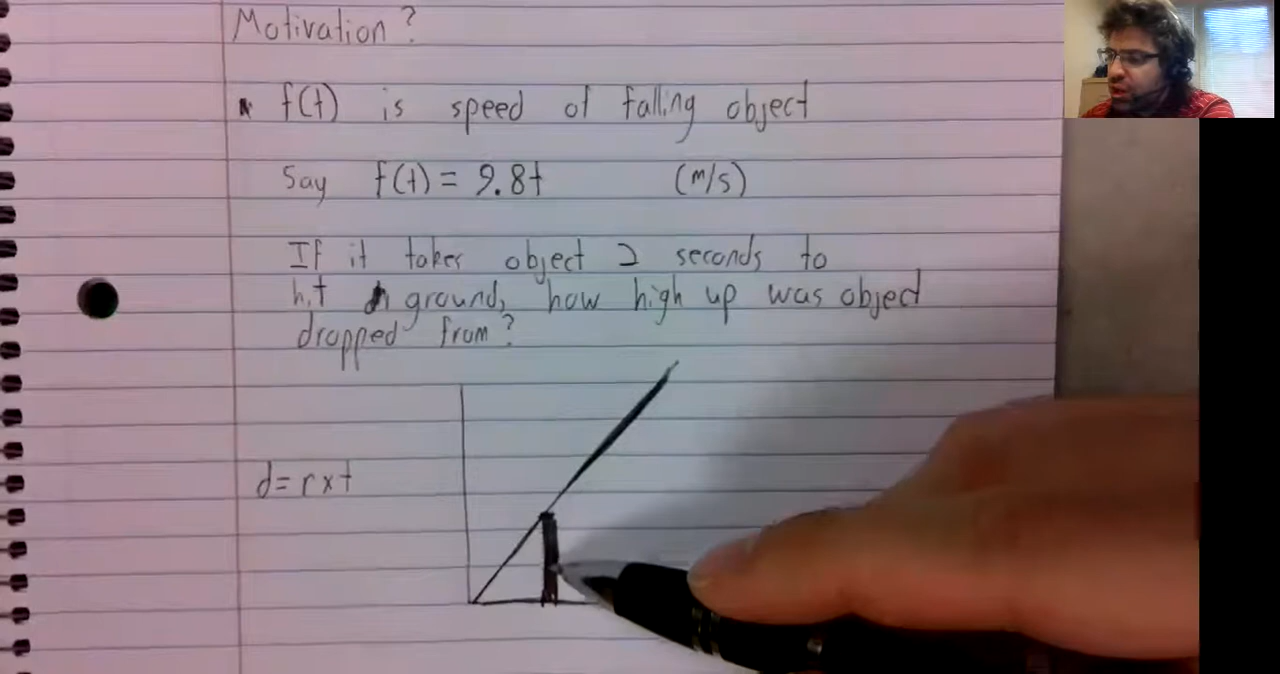 Motivation?
f(t) is speed of falling object
Say f(t) = 9.8t (m/s)
If it takes object 2 seconds to
hit ground, how high up was object
dropped from?
d = r x t